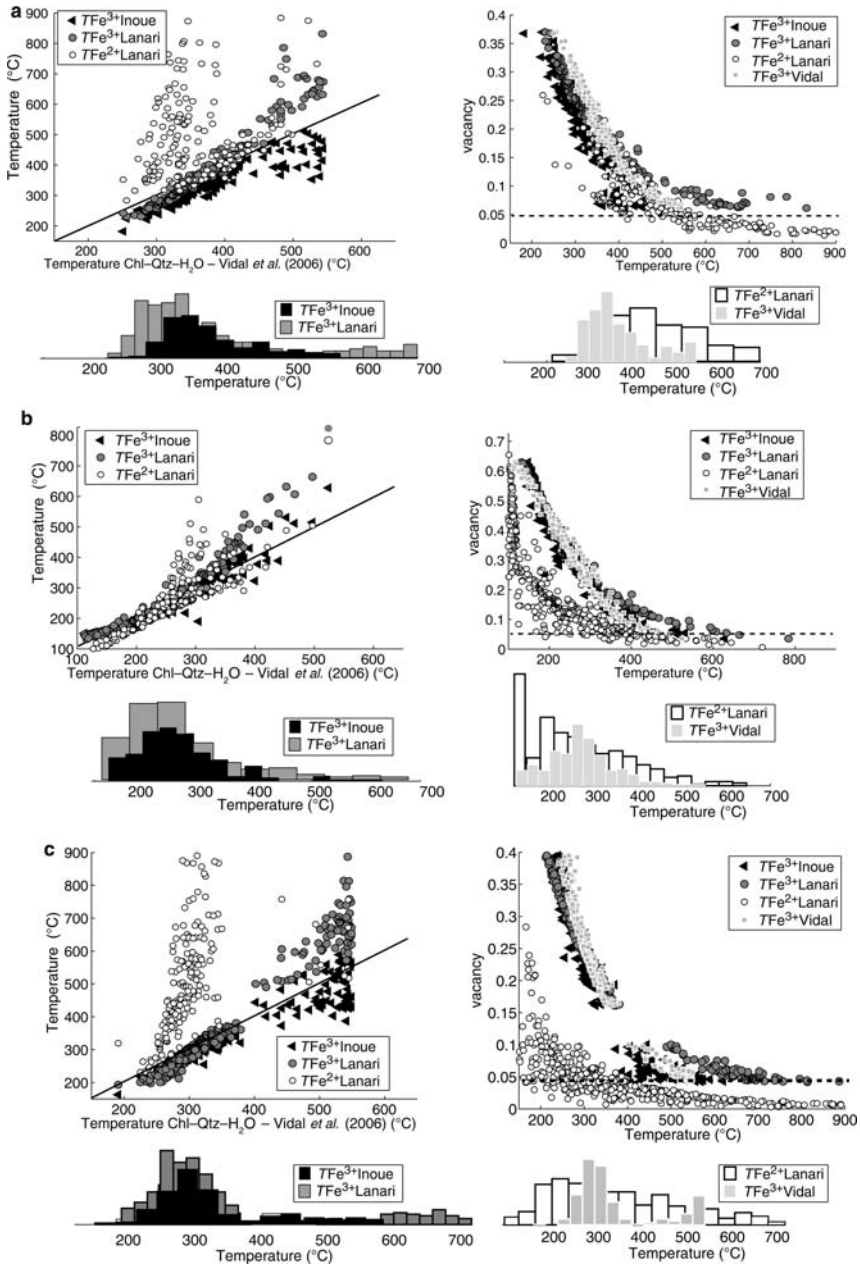 a
TFe3+Inoue
TFe3+Lanari
TFe2+Lanari
Temperature (°C)
900
800
700
600
500
400
300
200
200 300 400 500 600
Temperature Chl–Qtz–H2O – Vidal et al. (2006) (°C)
TFe3+Inoue
TFe3+Lanari
TFe2+Lanari
TFe3+Vidal
vacancy
0.4
0.35
0.3
0.25
0.2
0.15
0.1
0.05
0
200 300 400 500 600 700 800 900
Temperature (°C)
TFe3+Inoue
TFe3+Lanari
200 300 400 500 600 700
Temperature (°C)
TFe2+Lanari
TFe3+Vidal
200 300 400 500 600 700
Temperature (°C)
b
TFe3+Inoue
TFe3+Lanari
TFe2+Lanari
Temperature (°C)
800
700
600
500
400
300
200
100
100 200 300 400 500 600
Temperature Chl–Qtz–H2O – Vidal et al. (2006) (°C)
TFe3+Inoue
TFe3+Lanari
TFe2+Lanari
TFe3+Vidal
vacancy
0.7
0.6
0.5
0.4
0.3
0.2
0.1
0.05
0
200 400 600 800
Temperature (°C)
TFe3+Inoue
TFe3+Lanari
200 300 400 500 600 700
Temperature (°C)
TFe2+Lanari
TFe3+Vidal
200 300 400 500 600 700
Temperature (°C)
c
Temperature (°C)
900
800
700
600
500
400
300
200
TFe3+Inoue
TFe3+Lanari
TFe2+Lanari
200 300 400 500 600
Temperature Chl–Qtz–H2O – Vidal et al. (2006) (°C)
TFe3+Inoue
TFe3+Lanari
TFe2+Lanari
TFe3+Vidal
vacancy
0.4
0.35
0.3
0.25
0.2
0.15
0.1
0.05
0
200 300 400 500 600 700 800 900
Temperature (°C)
TFe3+Inoue
TFe3+Lanari
200 300 400 500 600 700
Temperature (°C)
TFe2+Lanari
TFe3+Vidal
200 300 400 500 600 700
Temperature (°C)